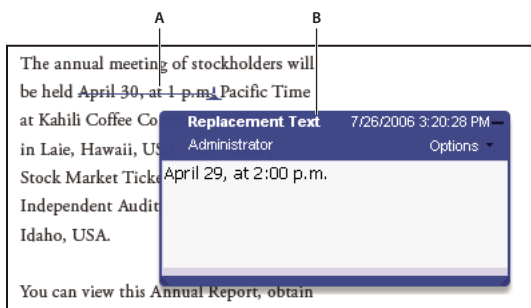 A B
The annual meeting of stockholders will
be held April 30, at 1 p.m. Pacific Time
at Kahili Coffee Co
in Laie, Hawaii, US
Stock Market Ticke
Independent Audit
Idaho, USA.
You can view this Annual Report, obtain
Replacement Text 7/26/2006 3:20:28 PM
Administrator Options
April 29, at 2:00 p.m.